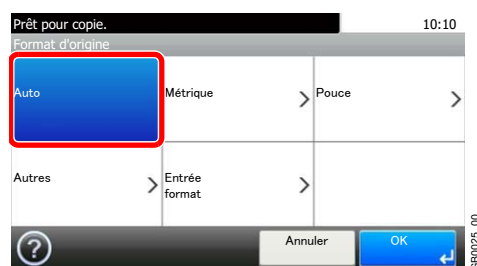 Prêt pour copie. 10:10
Format d'origine
Auto Métrique Pouce
Autres Entrée
format
Annuler OK